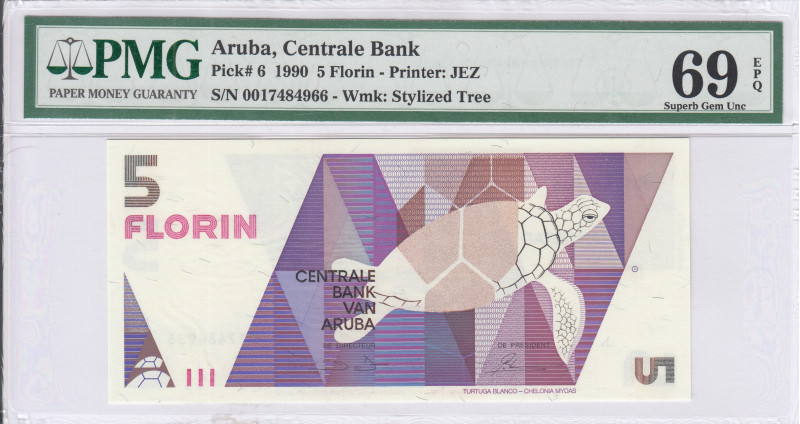 PMG
PAPER MONEY GUARANTY
Aruba, Centrale Bank
Pick# 6 1990 5 Florin - Printer: JEZ
S/N 0017484966 - Wmk: Stylized Tree
69 EPQ
Superb Gem Unc
5
FLORIN
CENTRALE
BANK
VAN
ARUBA
DE DIRECTEUR
DE PRESIDENT
TURTUGA BLANCO – CHELONIA MYDAS
5